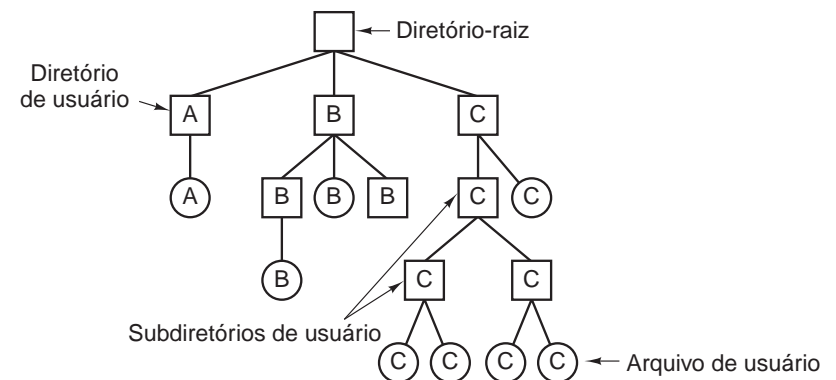 Diretório-raiz
Diretório
de usuário
A B C
A B B B C C
B C C
Subdiretórios de usuário
C C C C
Arquivo de usuário